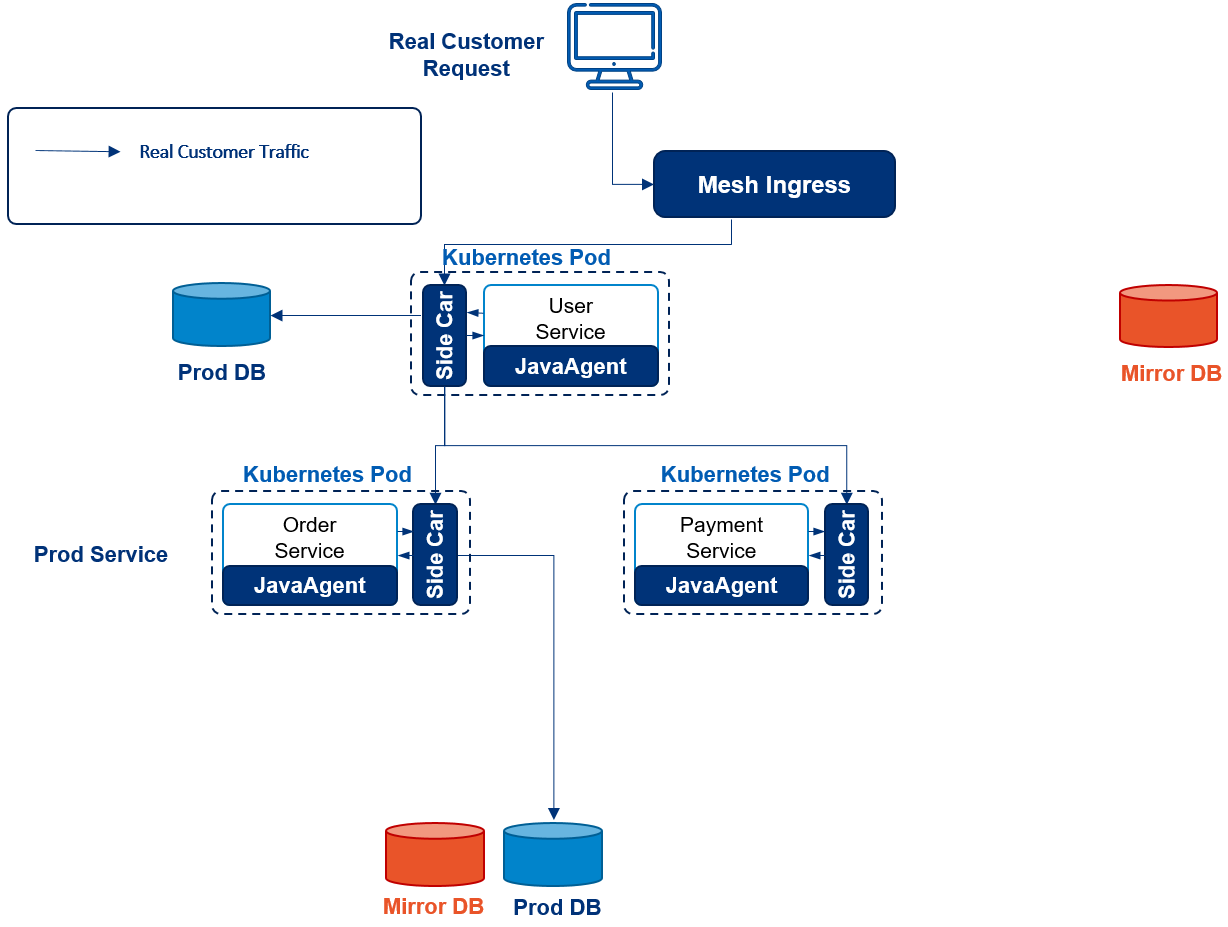 Real Customer
Request
Real Customer Traffic
Mesh Ingress
Kubernetes Pod
Side Car
User
Service
JavaAgent
Prod DB
Mirror DB
Kubernetes Pod
Kubernetes Pod
Order
Service
JavaAgent
Side Car
Payment
Service
JavaAgent
Side Car
Prod Service
Mirror DB
Prod DB